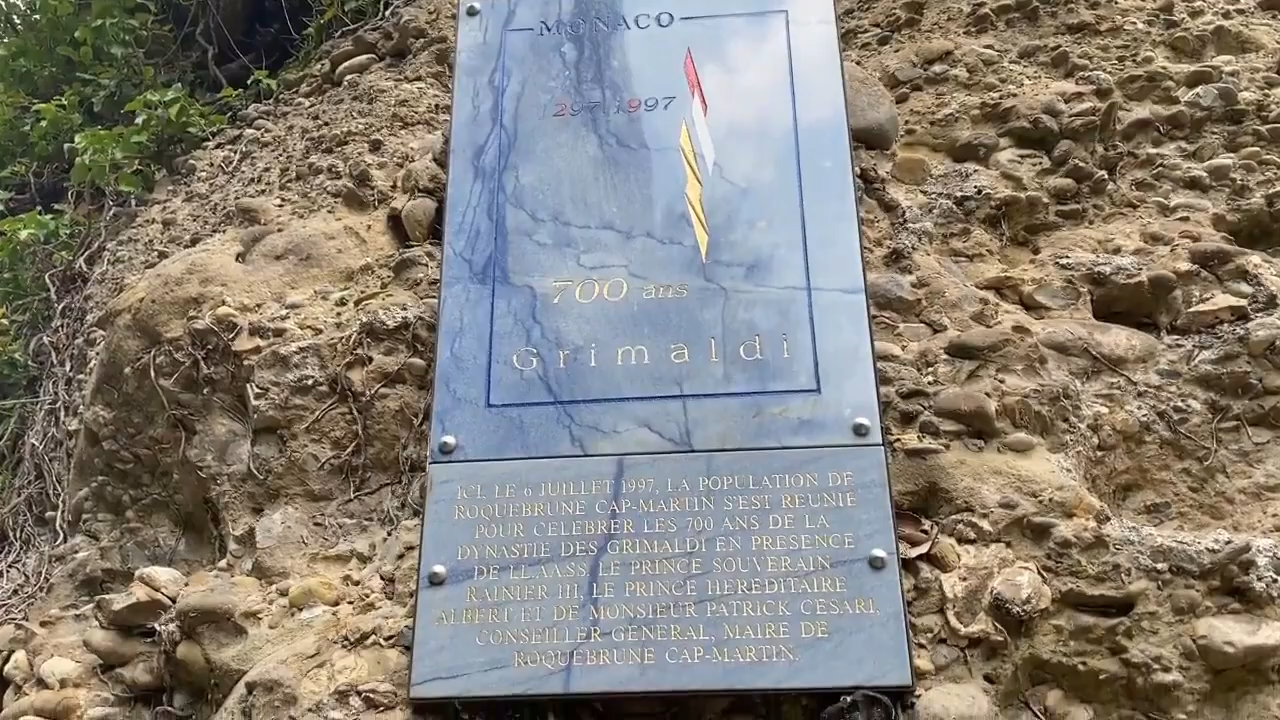 MONACO
1297 1997
700 ans
Grimaldi
ICI, LE 6 JUILLET 1997, LA POPULATION DE
ROQUEBRUNE CAP-MARTIN S'EST REUNIE
POUR CELEBRER LES 700 ANS DE LA
DYNASTIE DES GRIMALDI EN PRESENCE
DE LL.AA.SS. LE PRINCE SOUVERAIN
RAINIER III, LE PRINCE HEREDITAIRE
ALBERT ET DE MONSIEUR PATRICK CESARI,
CONSEILLER GENERAL, MAIRE DE
ROQUEBRUNE CAP-MARTIN.